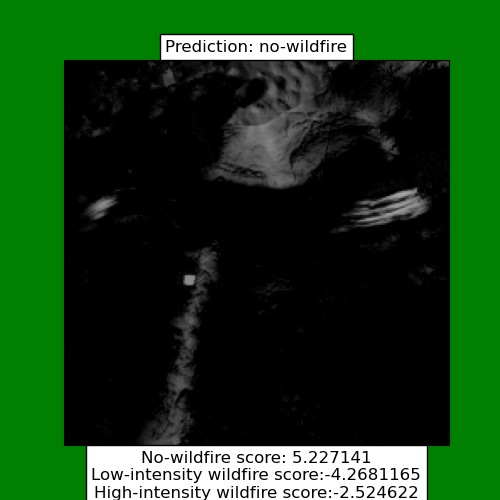 Prediction: no-wildfire
No-wildfire score: 5.227141
Low-intensity wildfire score:-4.2681165
High-intensity wildfire score:-2.524622